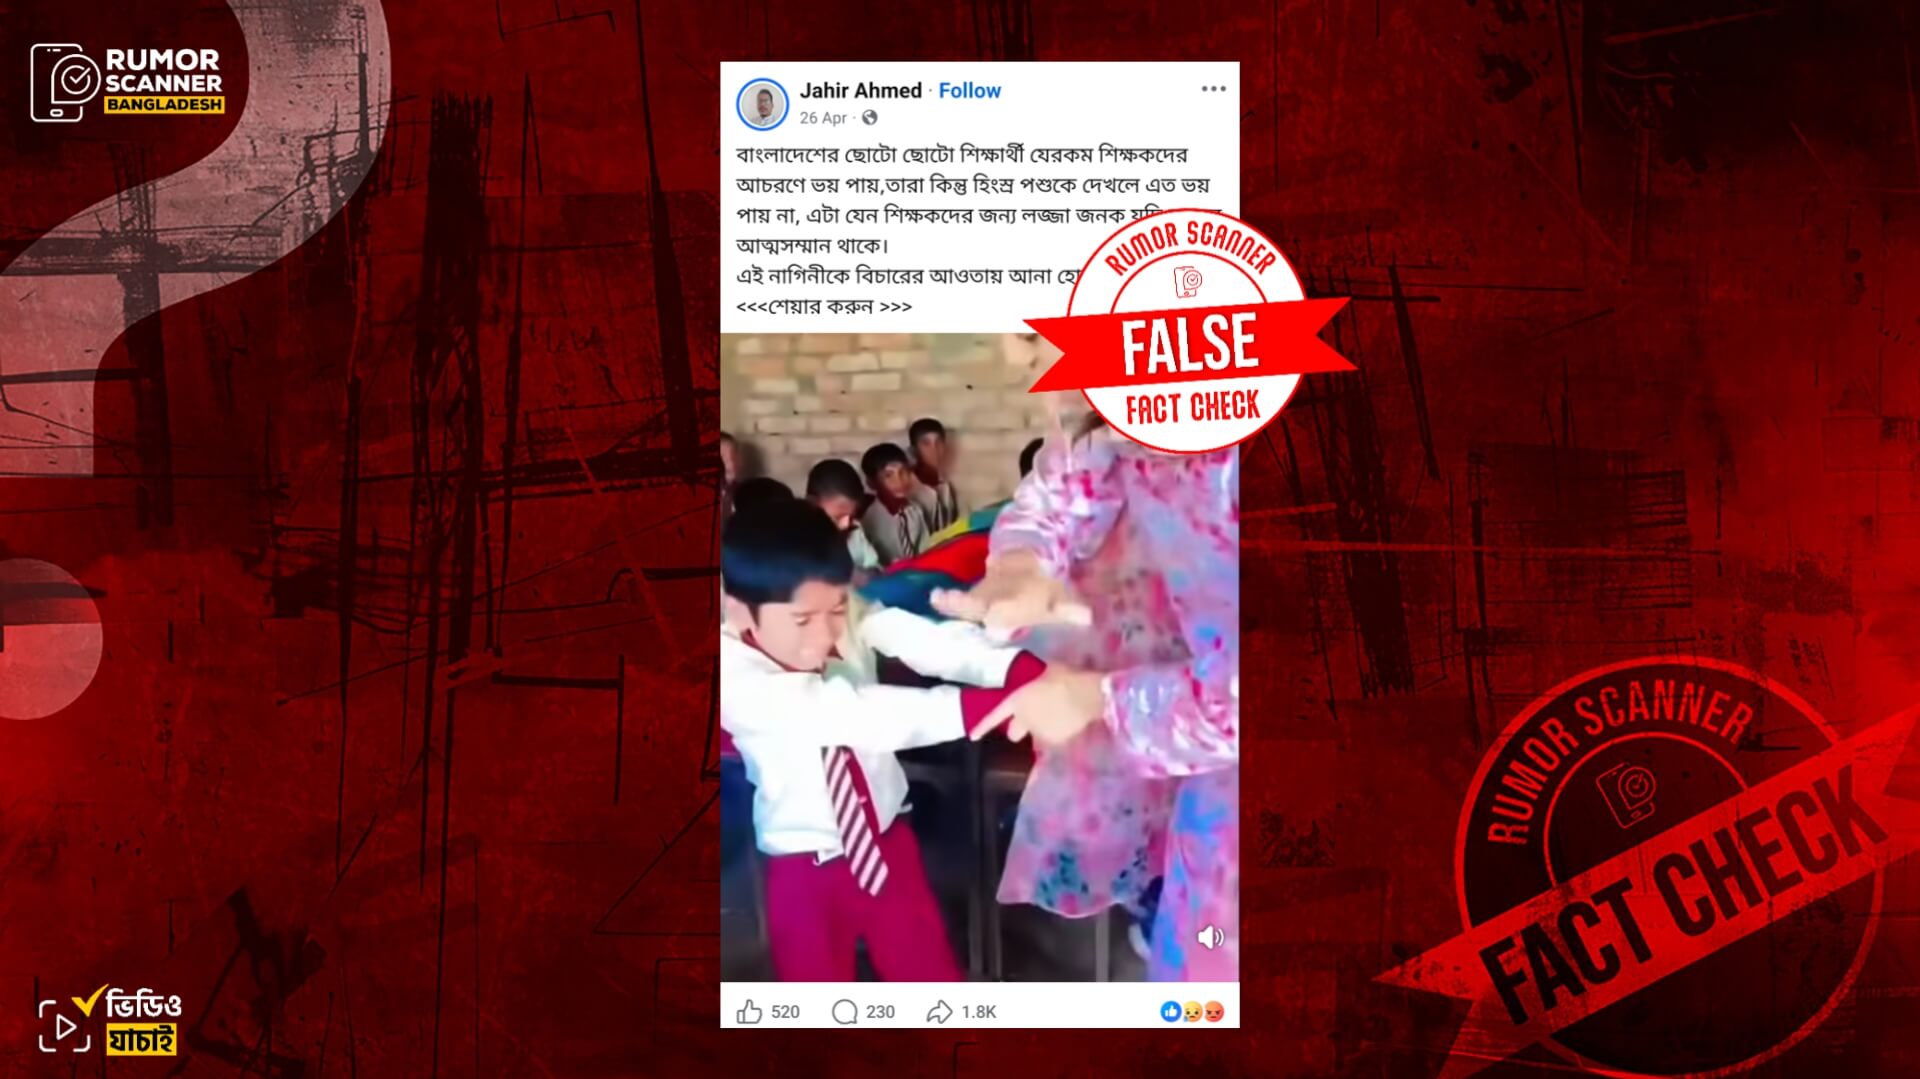 RUMOR
SCANNER
BANGLADESH
Jahir Ahmed · Follow
26 Apr ·
বাংলাদেশের ছোটো ছোটো শিক্ষার্থী যেরকম শিক্ষকদের
আচরণে ভয় পায়,তারা কিন্তু হিংস্র পশুকে দেখলে এত ভয়
পায় না, এটা যেন শিক্ষকদের জন্য লজ্জা জনক
আত্মসম্মান থাকে।
এই নাগিনীকে বিচারের আওতায় আনা
<<<শেয়ার করুন >>>
RUMOR SCANNER
FALSE
FACT CHECK
520 230 1.8K
RUMOR SCANNER
FACT CHECK
ভিডিও
যাচাই